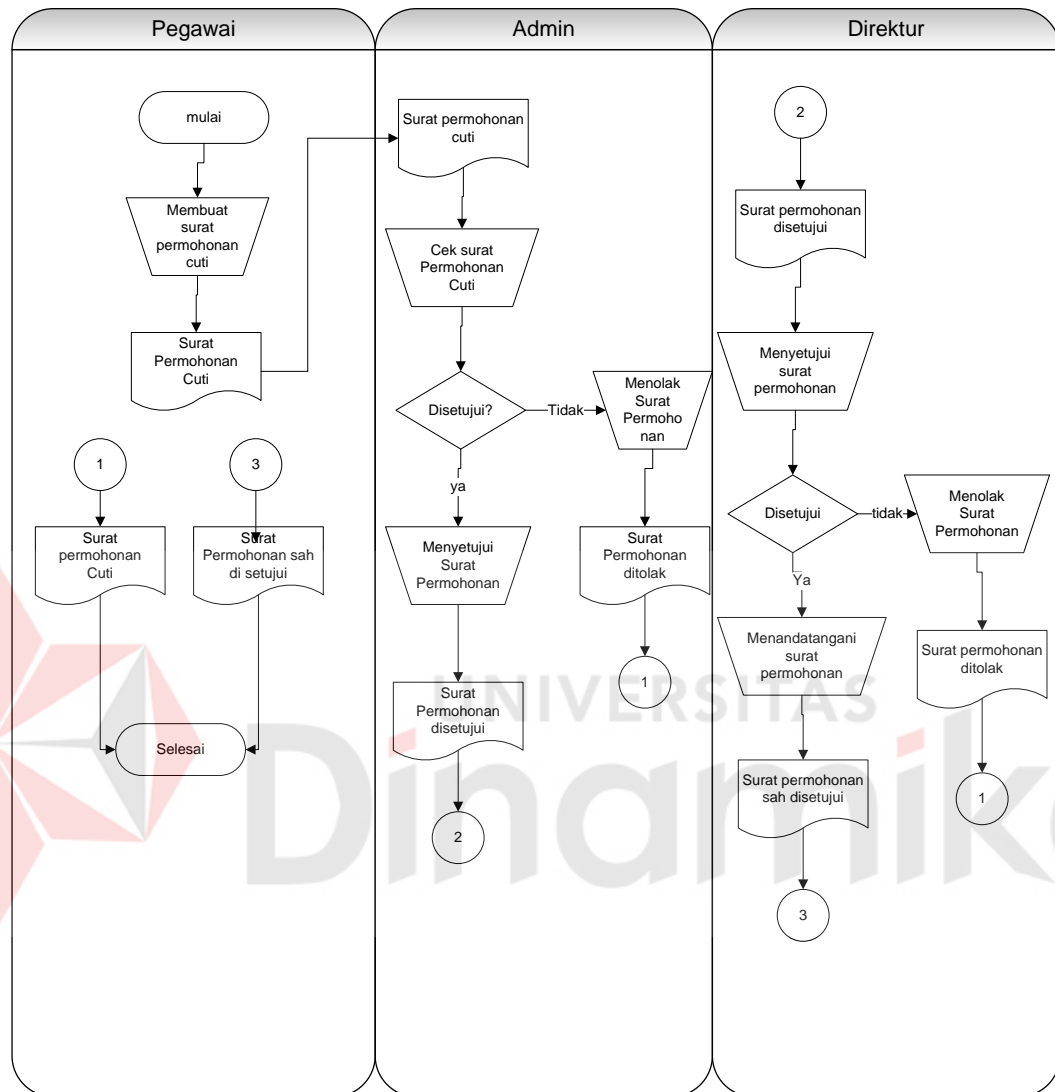 Pegawai
Admin
Direktur
mulai
Membuat
surat
permohonan
cuti
Surat
Permohonan
Cuti
1
3
Surat
permohonan
Cuti
Surat
Permohonan sah
di setujui
Selesai
Surat permohonan
cuti
Cek surat
Permohonan
Cuti
Disetujui?
Tidak
Menolak
Surat
Permoho
nan
ya
Menyetujui
Surat
Permohonan
Surat
Permohonan
ditolak
1
Surat
Permohonan
disetujui
2
2
Surat permohonan
disetujui
Menyetujui
surat
permohonan
Disetujui
tidak
Menolak
Surat
Permohonan
Ya
Menandatangani
surat
permohonan
Surat permohonan
ditolak
1
Surat permohonan
sah disetujui
3
UNIVERSITAS
Dinamika